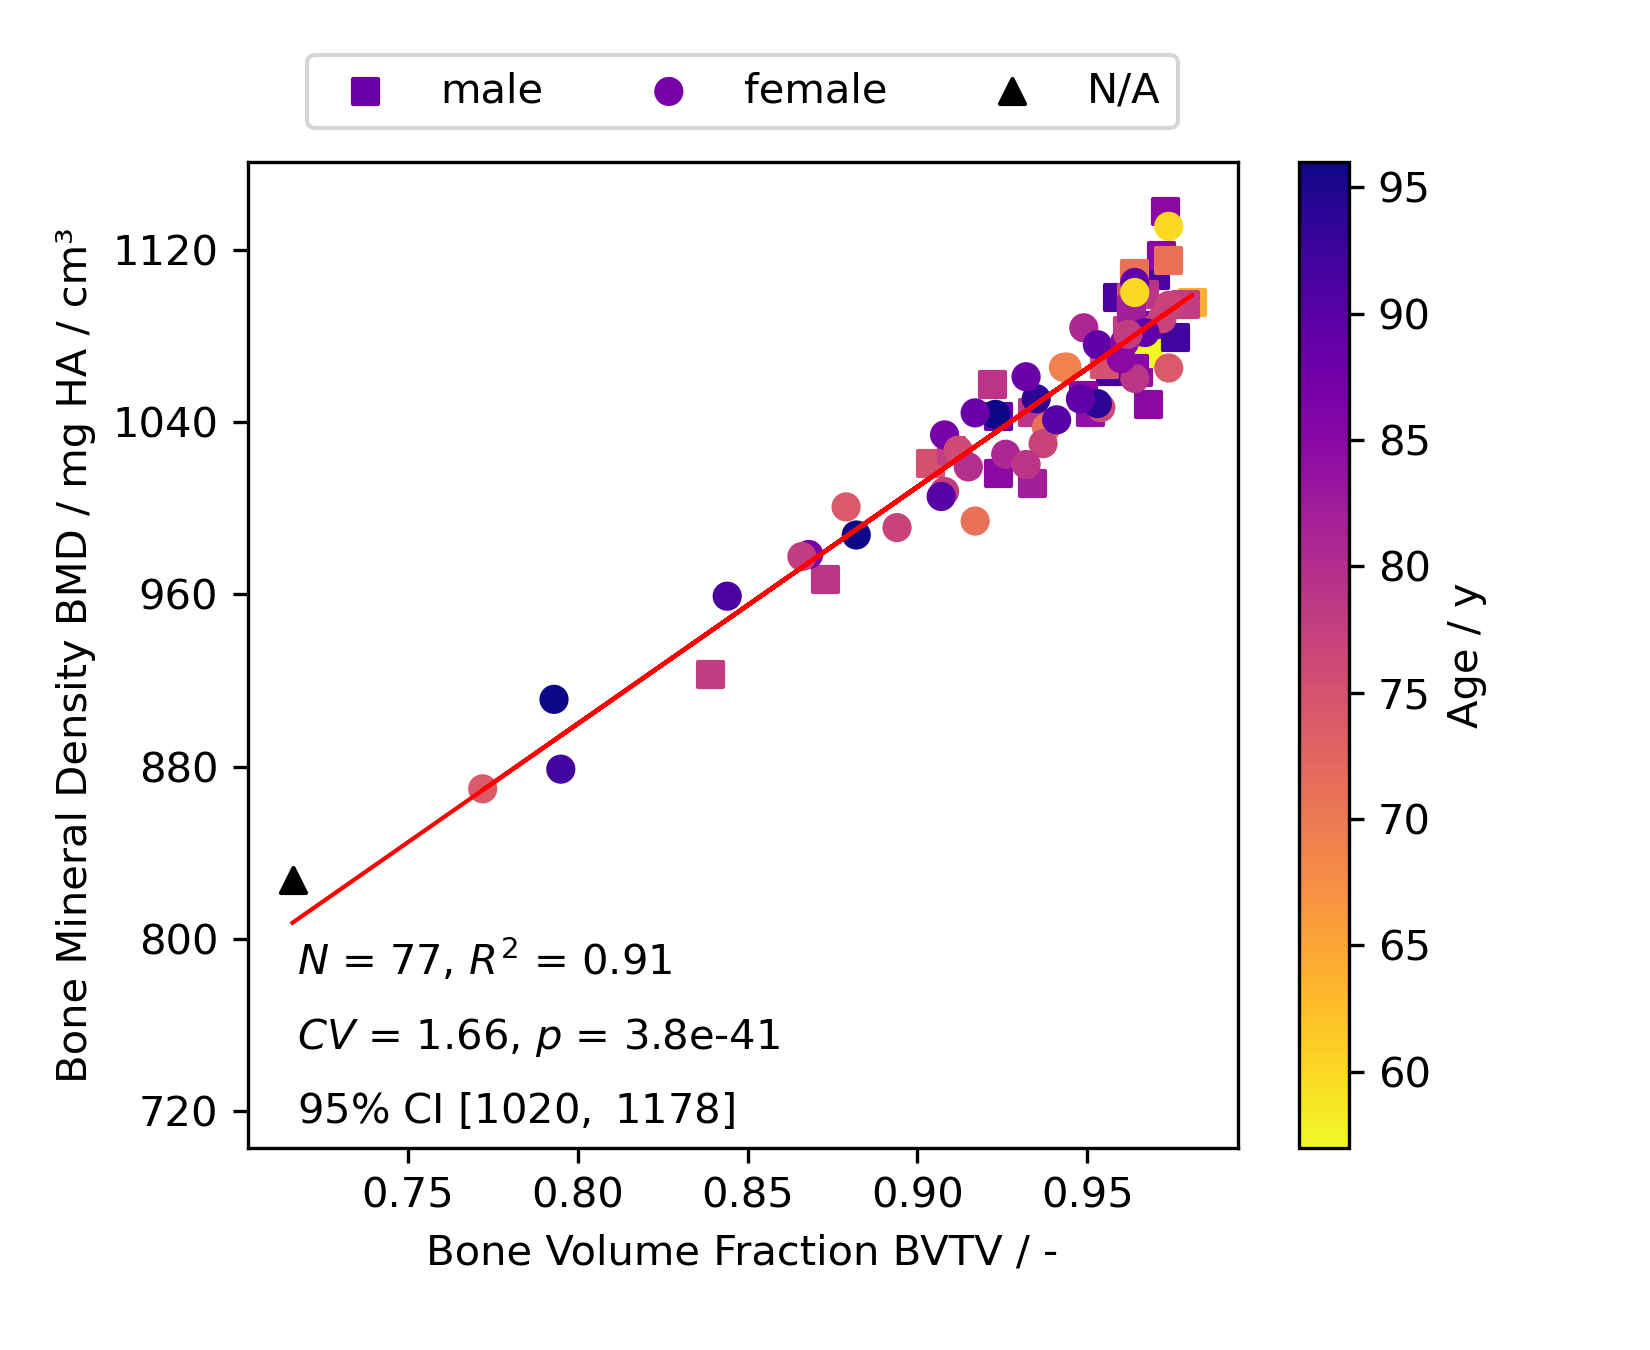 male female N/A
Bone Mineral Density BMD / mg HA / cm³
1120
1040
960
880
800
720
N = 77, R² = 0.91
CV = 1.66, p = 3.8e-41
95% CI [1020, 1178]
0.75 0.80 0.85 0.90 0.95
Bone Volume Fraction BVTV / -
95
90
85
80
75
70
65
60
Age / y